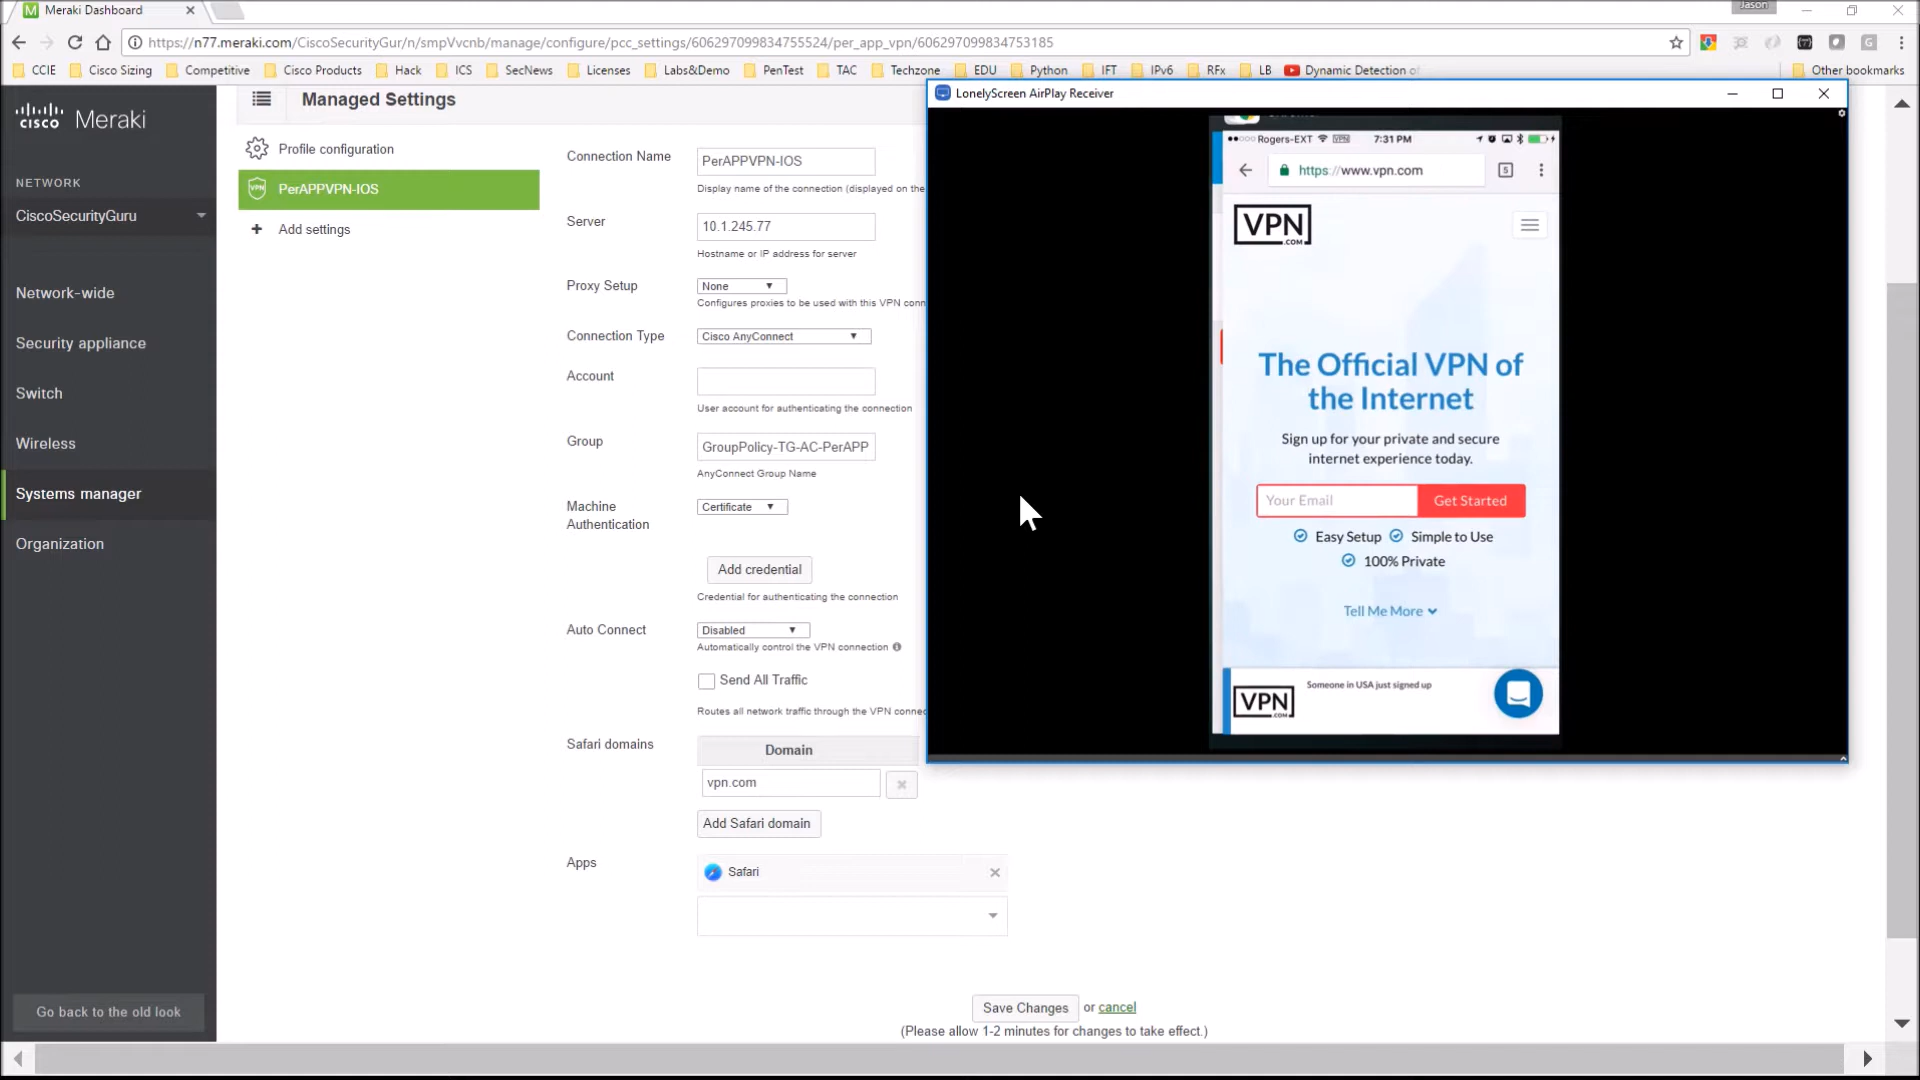 Meraki Dashboard
Jason
https://n77.meraki.com/CiscoSecurityGur/n/smpVvcnb/manage/configure/pcc_settings/606297099834755524/per_app_vpn/606297099834753185
CCIE
Cisco Sizing
Competitive
Cisco Products
Hack
ICS
SecNews
Licenses
Labs&Demo
PenTest
TAC
Techzone
EDU
Python
IFT
IPv6
RFx
LB
Dynamic Detection of
Other bookmarks
CISCO Meraki
NETWORK
CiscoSecurityGuru
Network-wide
Security appliance
Switch
Wireless
Systems manager
Organization
Go back to the old look
Managed Settings
Profile configuration
VPN
PerAPPVPN-IOS
Add settings
Connection Name
PerAPPVPN-IOS
Display name of the connection (displayed on the
Server
10.1.245.77
Hostname or IP address for server
Proxy Setup
None
Configures proxies to be used with this VPN conn
Connection Type
Cisco AnyConnect
Account
User account for authenticating the connection
Group
GroupPolicy-TG-AC-PerAPP
AnyConnect Group Name
Machine
Authentication
Certificate
Add credential
Credential for authenticating the connection
Auto Connect
Disabled
Automatically control the VPN connection
Send All Traffic
Routes all network traffic through the VPN connec
Safari domains
Domain
vpn.com
Add Safari domain
Apps
Safari
Save Changes or cancel
(Please allow 1-2 minutes for changes to take effect.)
LonelyScreen AirPlay Receiver
Rogers-EXT
VPN
7:31 PM
https://www.vpn.com
5
VPN
.COM
The Official VPN of
the Internet
Sign up for your private and secure
internet experience today.
Your Email
Get Started
Easy Setup
Simple to Use
100% Private
Tell Me More
VPN
.COM
Someone in USA just signed up